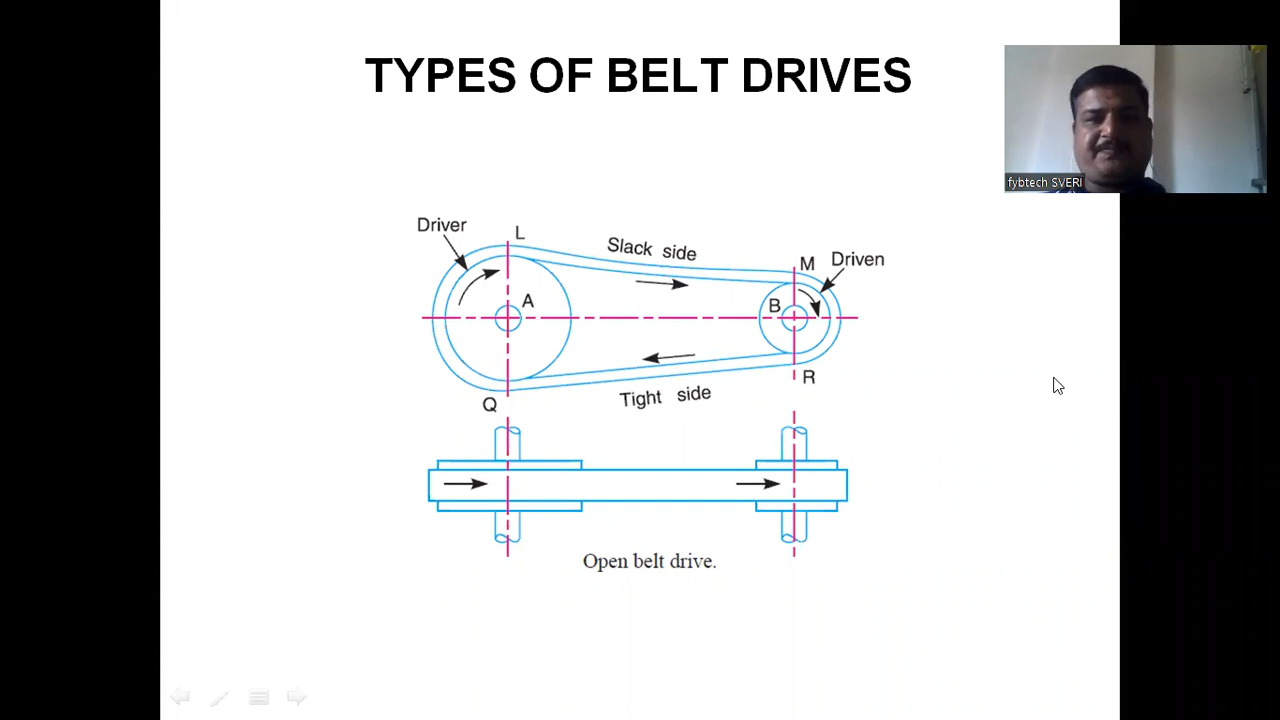 TYPES OF BELT DRIVES
fybtech SVERI
Driver
L
Slack side
M
Driven
A
B
R
Tight side
Q
Open belt drive.